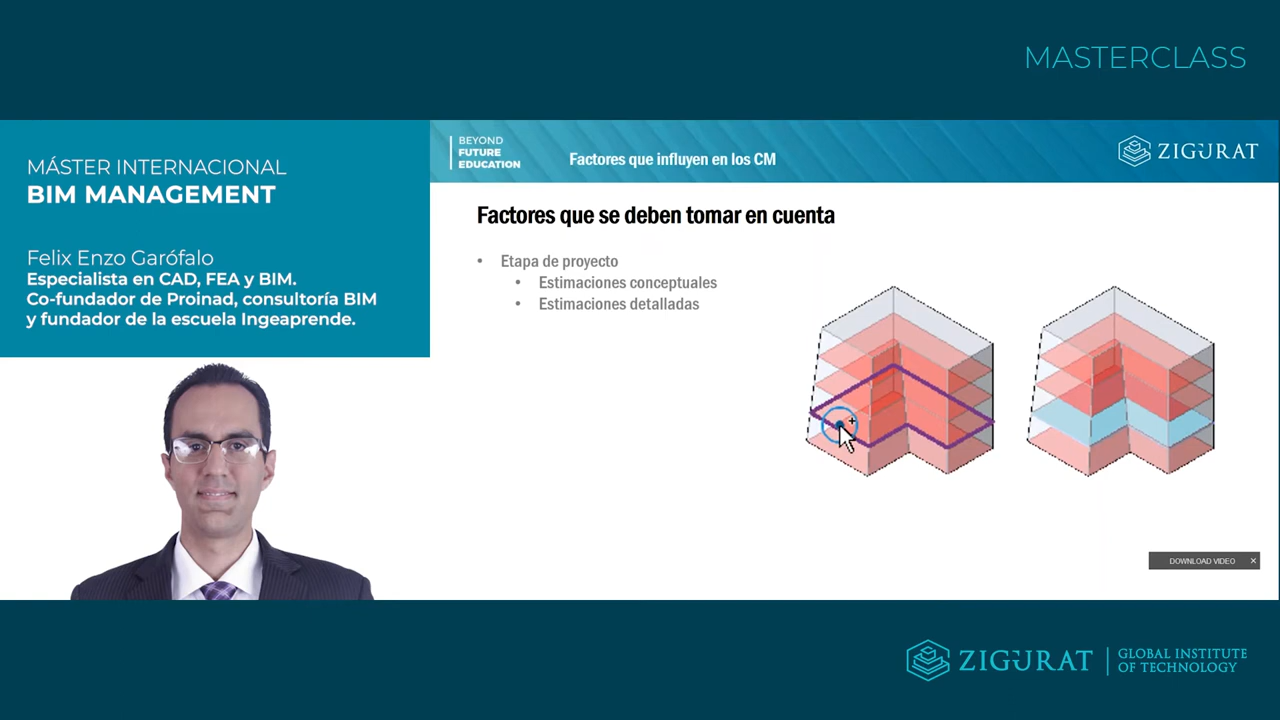 MASTERCLASS
MÁSTER INTERNACIONAL
BIM MANAGEMENT
Felix Enzo Garófalo
Especialista en CAD, FEA y BIM.
Co-fundador de Proinad, consultoría BIM
y fundador de la escuela Ingeaprende.
BEYOND
FUTURE
EDUCATION
Factores que influyen en los CM
ZIGURAT
Factores que se deben tomar en cuenta
• Etapa de proyecto
• Estimaciones conceptuales
• Estimaciones detalladas
DOWNLOAD VIDEO ✕
ZIGURAT
GLOBAL INSTITUTE
OF TECHNOLOGY